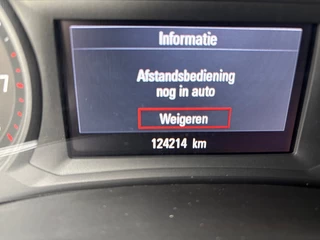 Informatie
Afstandsbediening
nog in auto
Weigeren
124214 km